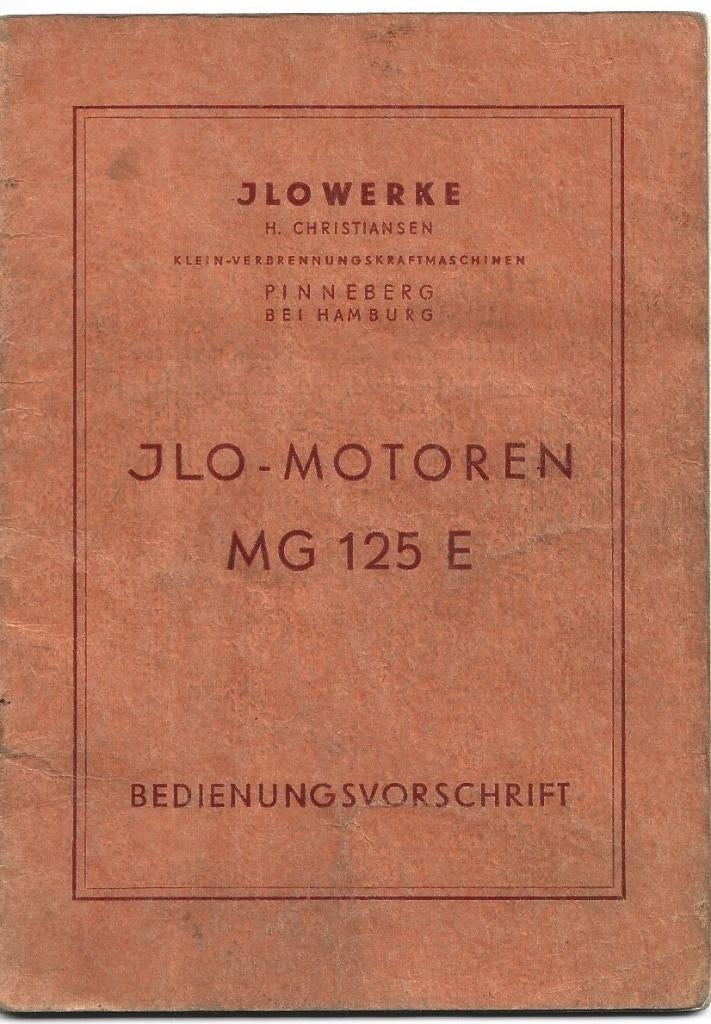 JLOWERKE
H. CHRISTIANSEN
KLEIN-VERBRENNUNGSKRAFTMASCHINEN
PINNEBERG
BEI HAMBURG
JLO-MOTOREN
MG 125 E
BEDIENUNGSVORSCHRIFT